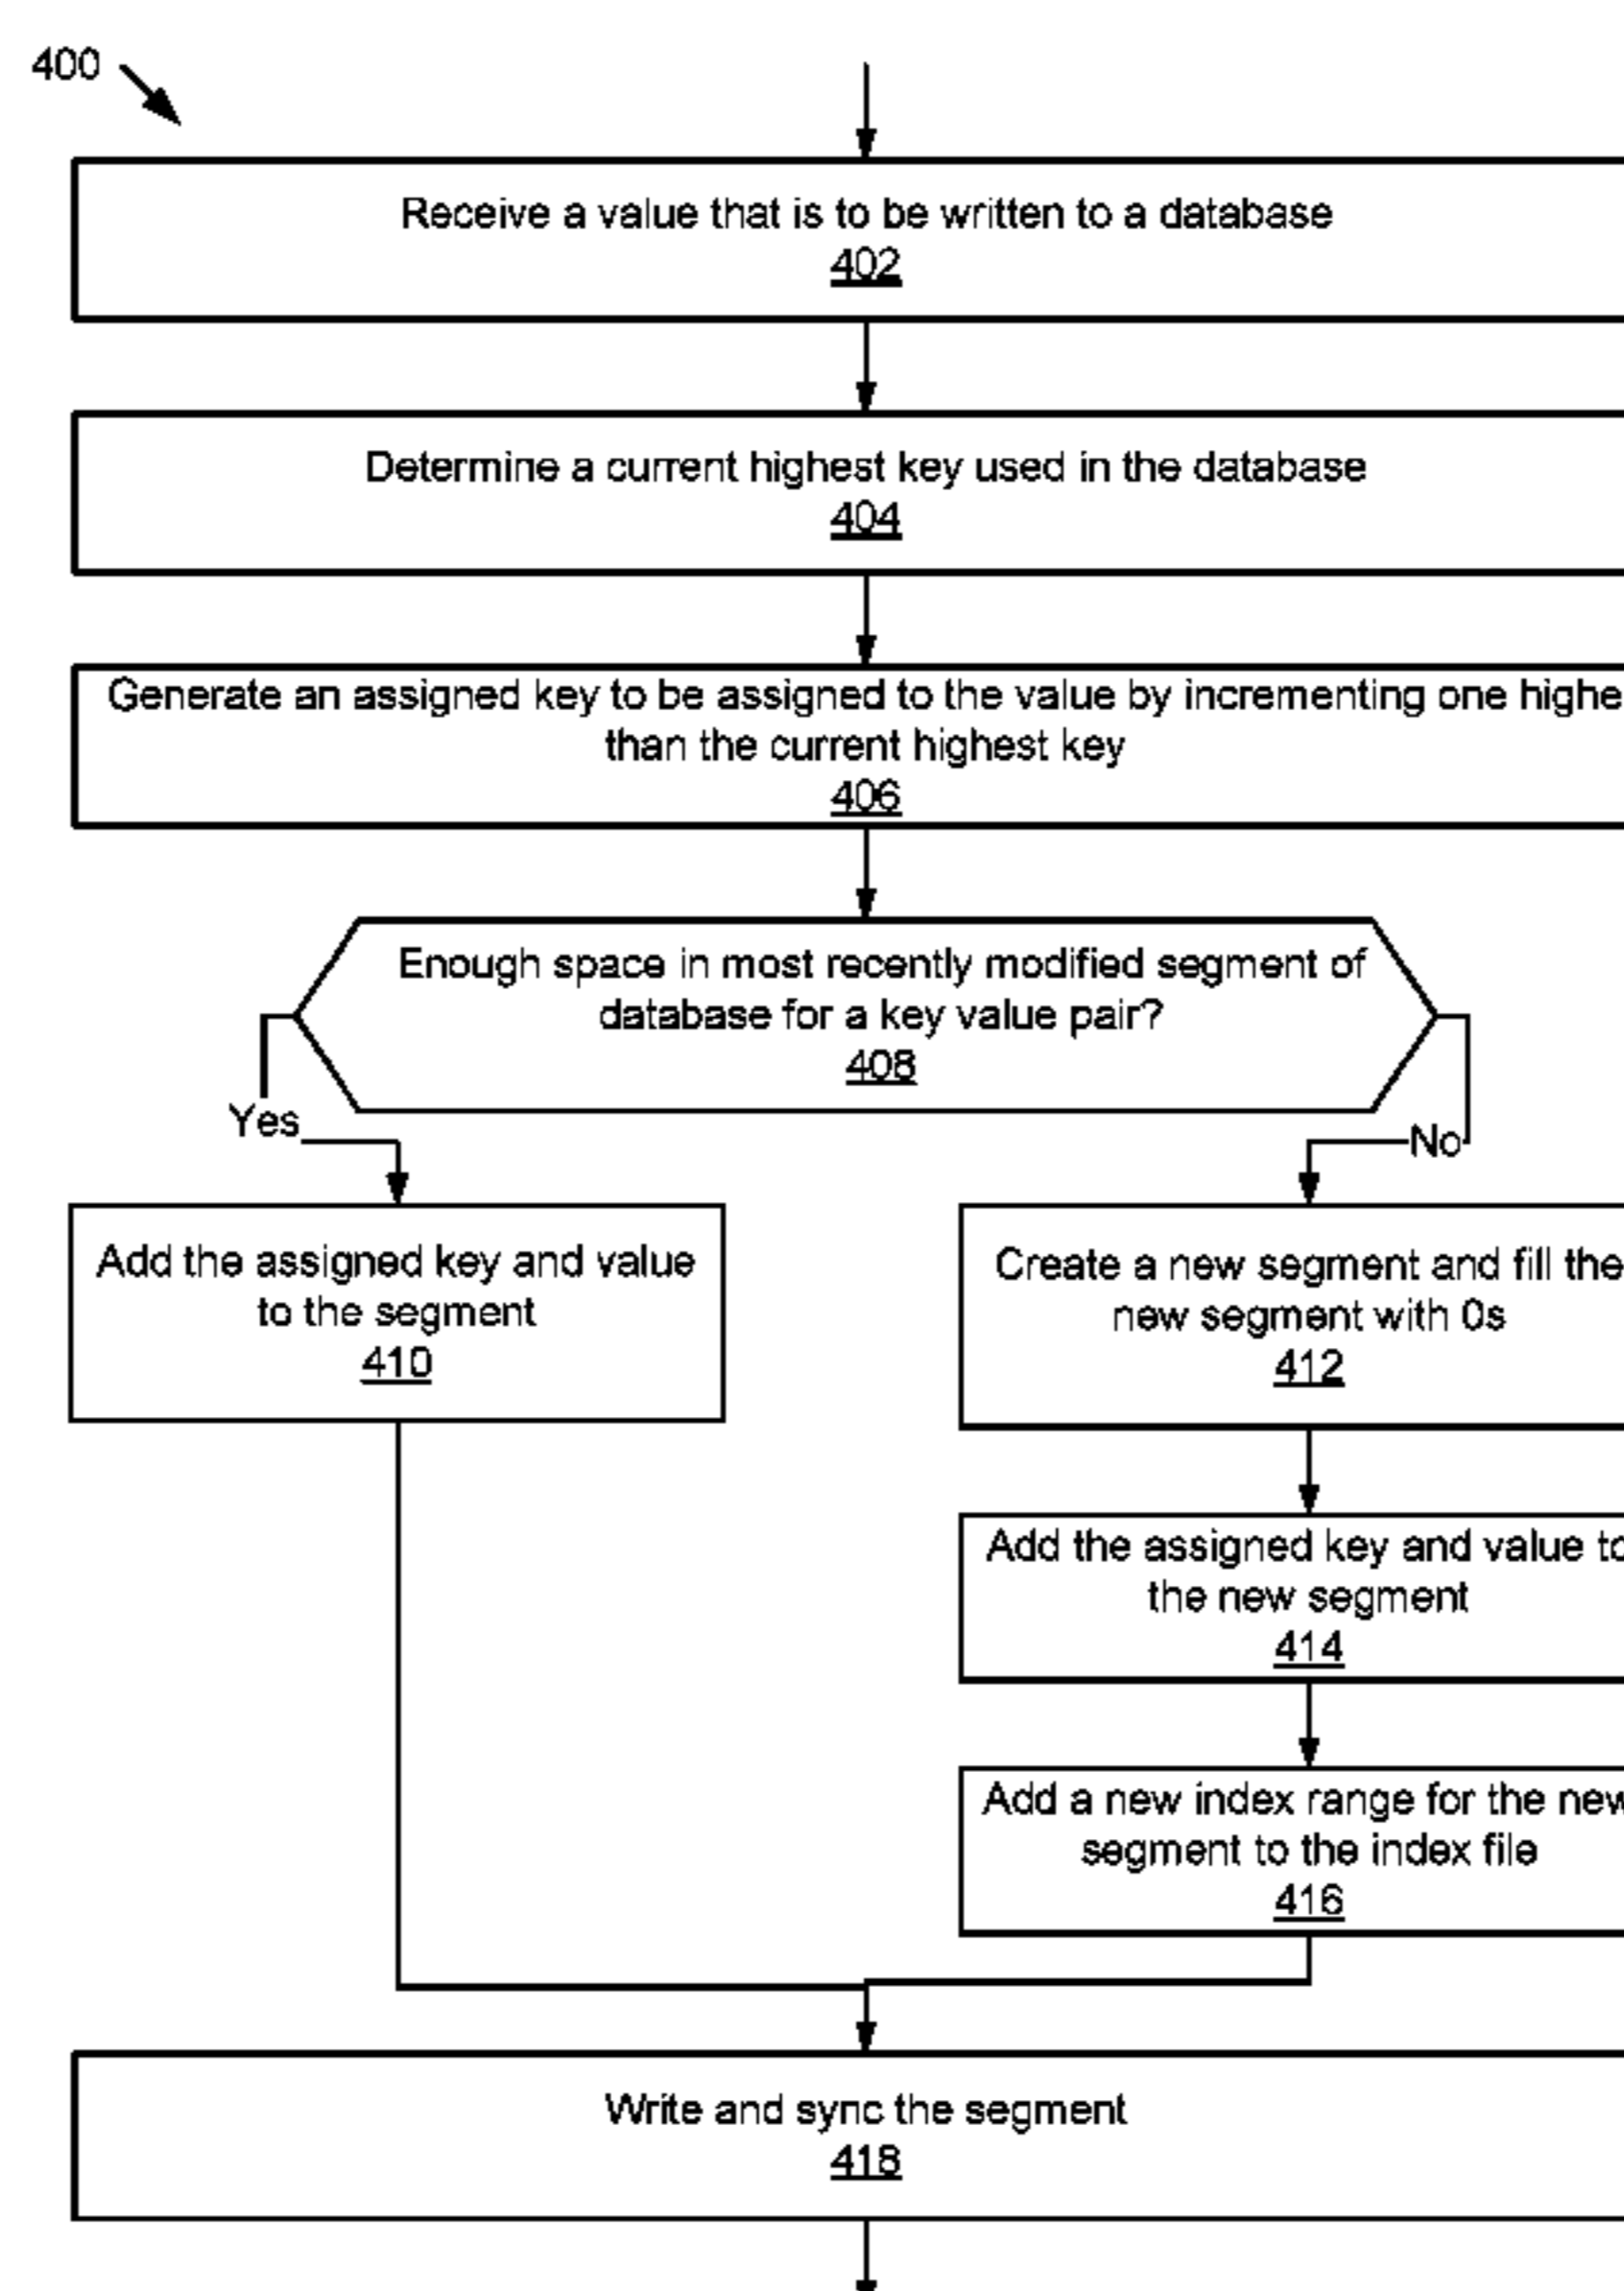 400
Receive a value that is to be written to a database
402
Determine a current highest key used in the database
404
Generate an assigned key to be assigned to the value by incrementing one highe
than the current highest key
406
Enough space in most recently modified segment of
database for a key value pair?
408
Yes
No
Add the assigned key and value
to the segment
410
Create a new segment and fill the
new segment with 0s
412
Add the assigned key and value to
the new segment
414
Add a new index range for the new
segment to the index file
416
Write and sync the segment
418